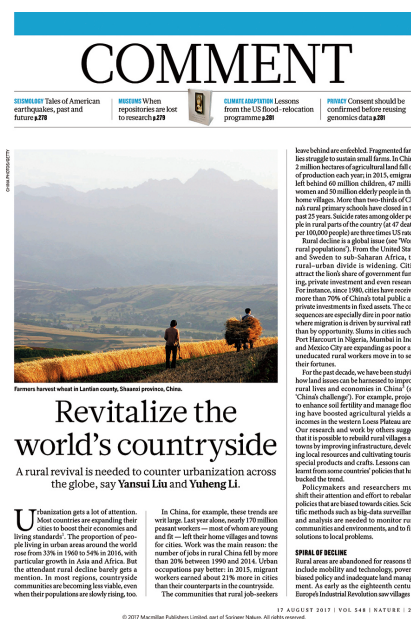 COMMENT
SEISMOLOGY Tales of American
earthquakes, past and
future p.278
MUSEUMS When
repositories are lost
to research p.279
CLIMATE ADAPTATION Lessons
from the US flood-relocation
programme p.281
PRIVACY Consent should be
confirmed before reusing
genomics data p.281
Farmers harvest wheat in Lantian county, Shaanxi province, China.
Revitalize the
world's countryside
A rural revival is needed to counter urbanization across
the globe, say Yansui Liu and Yuheng Li.
Urbanization gets a lot of attention.
Most countries are expanding their
cities to boost their economies and
living standards¹. The proportion of peo-
ple living in urban areas around the world
rose from 33% in 1960 to 54% in 2016, with
particular growth in Asia and Africa. But
the attendant rural decline barely gets a
mention. In most regions, countryside
communities are becoming less viable, even
when their populations are slowly rising, too.
In China, for example, these trends are
writ large. Last year alone, nearly 170 million
peasant workers — most of whom are young
and fit — left their home villages and towns
for cities. Work was the main reason: the
number of jobs in rural China fell by more
than 20% between 1990 and 2014. Urban
occupations pay better: in 2015, migrant
workers earned about 21% more in cities
than their counterparts in the countryside.
The communities that rural job-seekers
leave behind are enfeebled. Fragmented far
lies struggle to sustain small farms. In Chin
2 million hectares of agricultural land fall o
of production each year; in 2015, emigran
left behind 60 million children, 47 millio
women and 50 million elderly people in th
home villages. More than two-thirds of C
na's rural primary schools have closed in t
past 25 years. Suicide rates among older pe
ple in rural parts of the country (at 47 deat
per 100,000 people) are three times US rate
Rural decline is a global issue (see 'Wo
rural populations'). From the United Stat
and Sweden to sub-Saharan Africa, t
rural–urban divide is widening. Citi
attract the lion's share of government fun
ing, private investment and even resear
For instance, since 1980, cities have receiv
more than 70% of China's total public a
private investments in fixed assets. The co
sequences are especially dire in poor natio
where migration is driven by survival rath
than by opportunity. Slums in cities such
Port Harcourt in Nigeria, Mumbai in Ind
and Mexico City are expanding as poor a
uneducated rural workers move in to se
their fortunes.
For the past decade, we have been studyi
how land issues can be harnessed to impro
rural lives and economies in China² (s
'China's challenge'). For example, projec
to enhance soil fertility and manage floo
ing have boosted agricultural yields a
incomes in the western Loess Plateau are
Our research and work by others sugg
that it is possible to rebuild rural villages a
towns by improving infrastructure, develc
ing local resources and cultivating touris
special products and crafts. Lessons can
learnt from some countries' policies that h
bucked the trend.
Policymakers and researchers mu
shift their attention and effort to rebalan
policies that are biased towards cities. Scie
tific methods such as big-data surveillar
and analysis are needed to monitor ru
communities and environments, and to fi
solutions to local problems.
SPIRAL OF DECLINE
Rural areas are abandoned for reasons th
include mobility and technology, power
biased policy and inadequate land manag
ment. As early as the eighteenth centu
Europe's Industrial Revolution saw villages
17 AUGUST 2017 | VOL 548 | NATURE | 2
© 2017 Macmillan Publishers Limited, part of Springer Nature. All rights reserved.